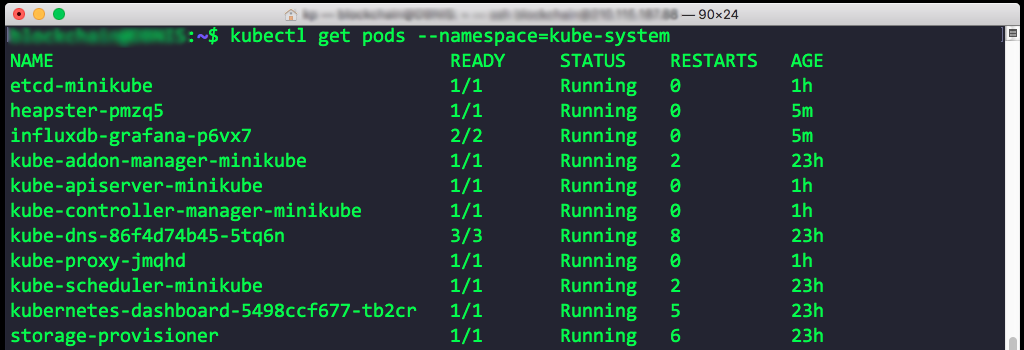 — 90×24
:~$ kubectl get pods --namespace=kube-system
NAME READY STATUS RESTARTS AGE
etcd-minikube 1/1 Running 0 1h
heapster-pmzq5 1/1 Running 0 5m
influxdb-grafana-p6vx7 2/2 Running 0 5m
kube-addon-manager-minikube 1/1 Running 2 23h
kube-apiserver-minikube 1/1 Running 0 1h
kube-controller-manager-minikube 1/1 Running 0 1h
kube-dns-86f4d74b45-5tq6n 3/3 Running 8 23h
kube-proxy-jmqhd 1/1 Running 0 1h
kube-scheduler-minikube 1/1 Running 2 23h
kubernetes-dashboard-5498ccf677-tb2cr 1/1 Running 5 23h
storage-provisioner 1/1 Running 6 23h